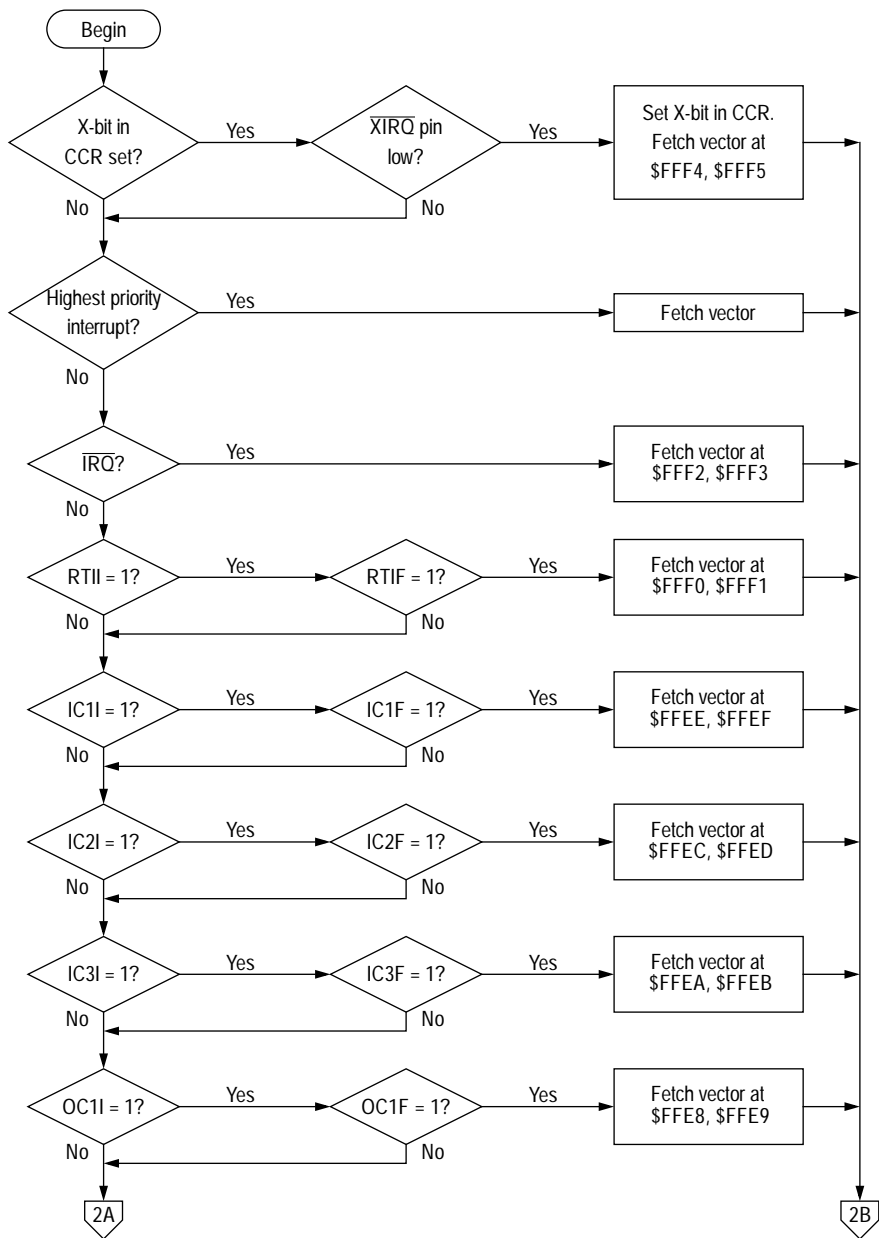 Begin
X-bit in
CCR set?
Yes
XIRQ pin
low?
Yes
Set X-bit in CCR.
Fetch vector at
$FFF4, $FFF5
No
No
Highest priority
interrupt?
Yes
Fetch vector
No
IRQ?
Yes
Fetch vector at
$FFF2, $FFF3
No
RTII = 1?
Yes
RTIF = 1?
Yes
Fetch vector at
$FFF0, $FFF1
No
No
IC1I = 1?
Yes
IC1F = 1?
Yes
Fetch vector at
$FFEE, $FFEF
No
No
IC2I = 1?
Yes
IC2F = 1?
Yes
Fetch vector at
$FFEC, $FFED
No
No
IC3I = 1?
Yes
IC3F = 1?
Yes
Fetch vector at
$FFEA, $FFEB
No
No
OC1I = 1?
Yes
OC1F = 1?
Yes
Fetch vector at
$FFE8, $FFE9
No
No
2A
2B